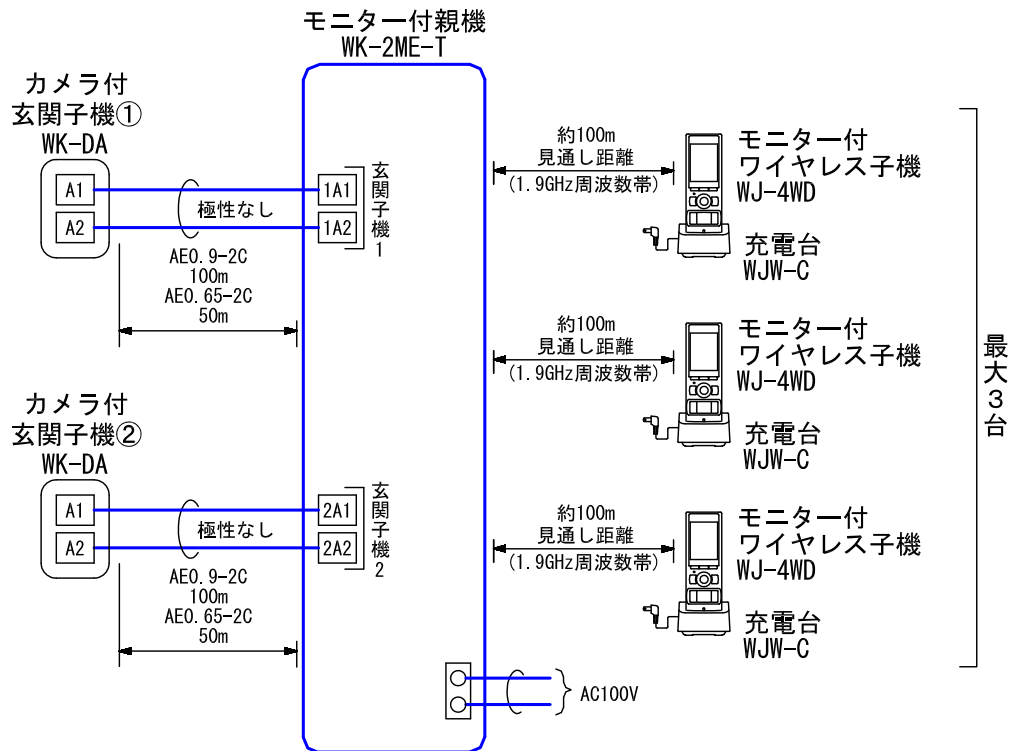 モニター付親機
WK-2ME-T
カメラ付
玄関子機①
WK-DA
A1
A2
極性なし
AE0.9-2C
100m
AE0.65-2C
50m
1A1
1A2
玄関子機1
カメラ付
玄関子機②
WK-DA
A1
A2
極性なし
AE0.9-2C
100m
AE0.65-2C
50m
2A1
2A2
玄関子機2
AC100V
約100m
見通し距離
(1.9GHz周波数帯)
モニター付
ワイヤレス子機
WJ-4WD
充電台
WJW-C
約100m
見通し距離
(1.9GHz周波数帯)
モニター付
ワイヤレス子機
WJ-4WD
充電台
WJW-C
約100m
見通し距離
(1.9GHz周波数帯)
モニター付
ワイヤレス子機
WJ-4WD
充電台
WJW-C
最大3台